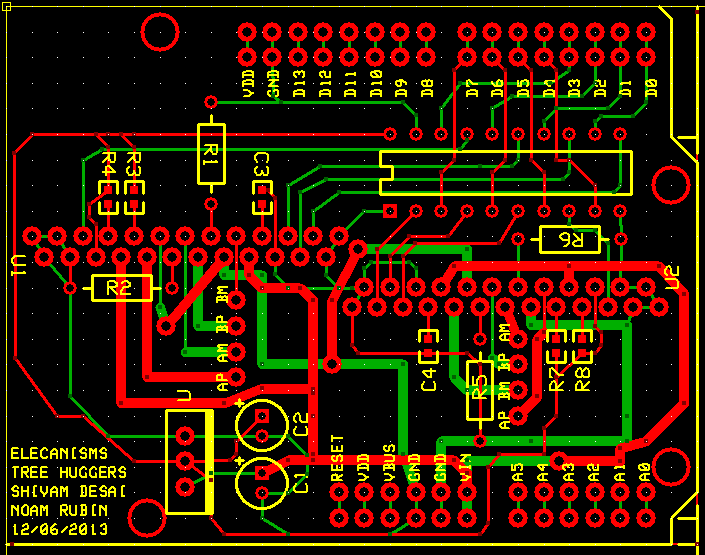 VDD GND D13 D12 D11 D10 D9 D8 D7 D6 D5 D4 D3 D2 D1 D0
R4 R3 R1 C3
R6
U1 U2
R2
BM
BP
AM
AP
AM
BP
BM
AP
C4 R5 R7 R8
U
C2
C1
RESET VDD VBUS GND GND VIN A5 A4 A3 A2 A1 A0
ELECANISMS
TREE HUGGERS
SHIVAM DESAI
NOAM RUBIN
12/06/2013